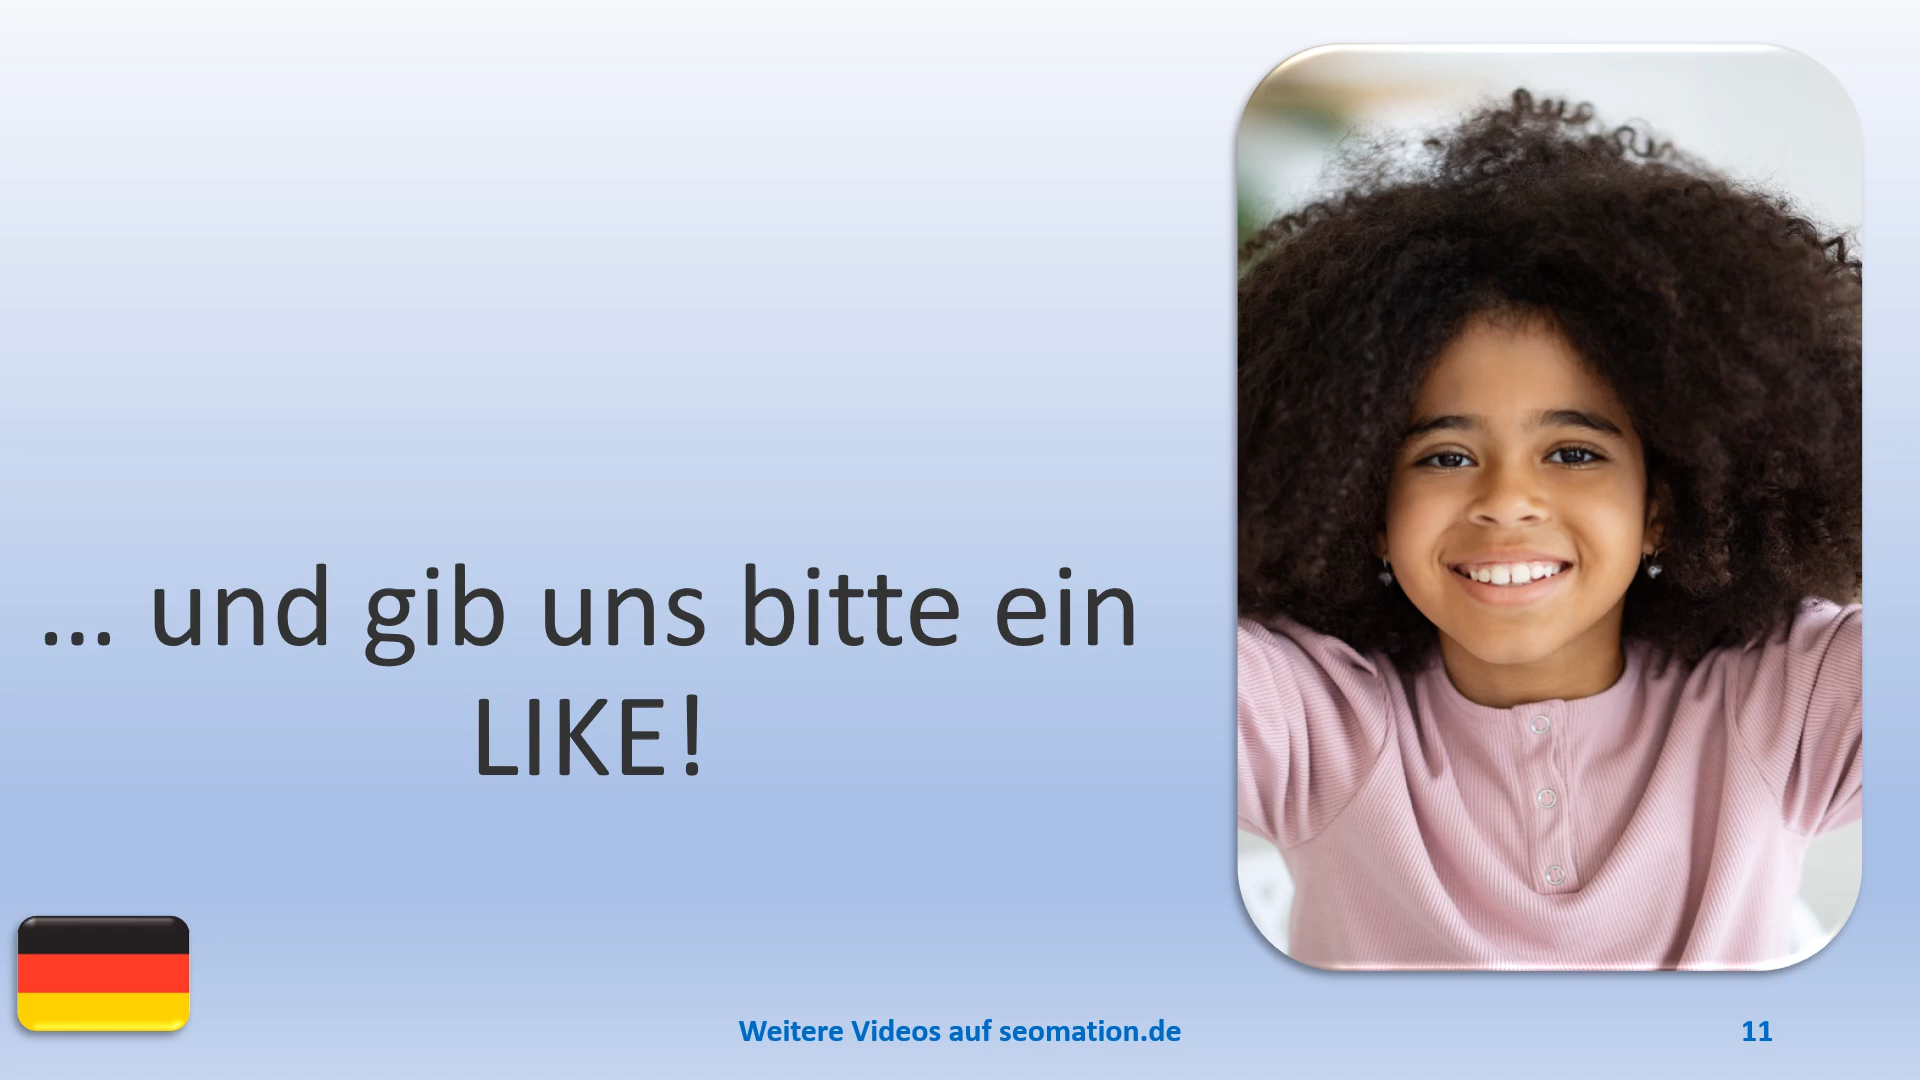 ... und gib uns bitte ein
LIKE!
Weitere Videos auf seomation.de
11